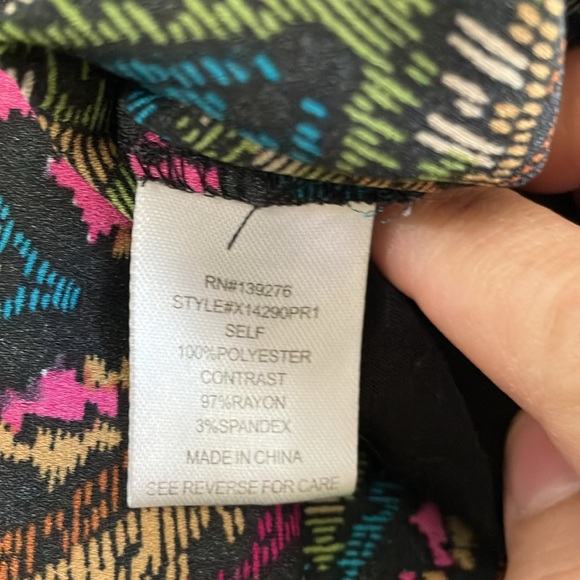 RN#139276
STYLE#X14290PR1
SELF
100%POLYESTER
CONTRAST
97%RAYON
3%SPANDEX
MADE IN CHINA
SEE REVERSE FOR CARE